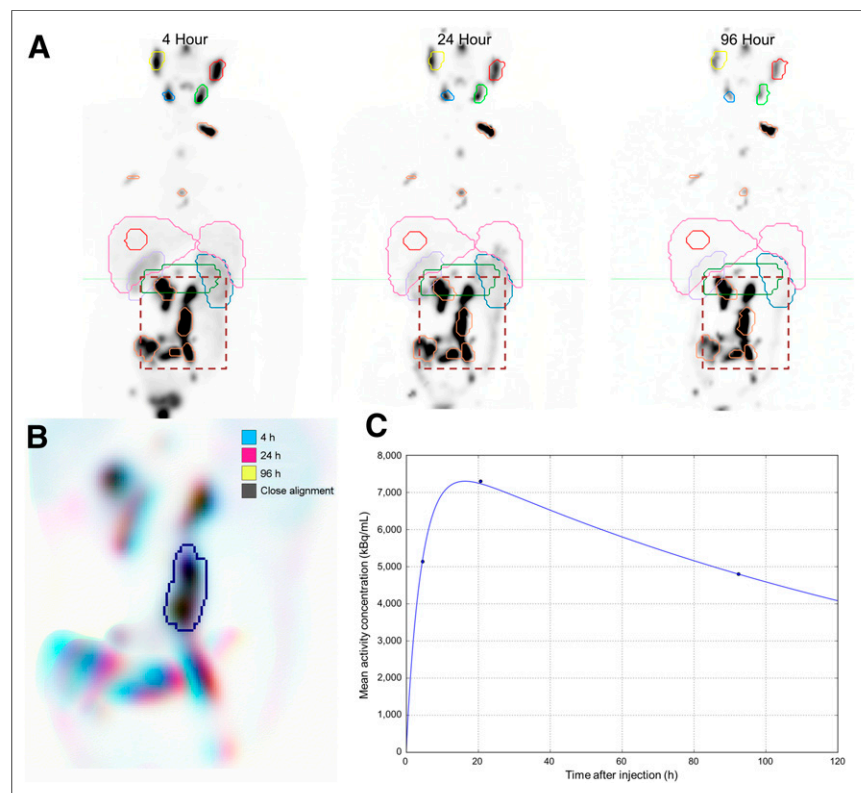 A
4 Hour
24 Hour
96 Hour
B
4 h
24 h
96 h
Close alignment
C
Mean activity concentration (kBq/mL)
8,000
7,000
6,000
5,000
4,000
3,000
2,000
1,000
0
0
20
40
60
80
100
120
Time after injection (h)